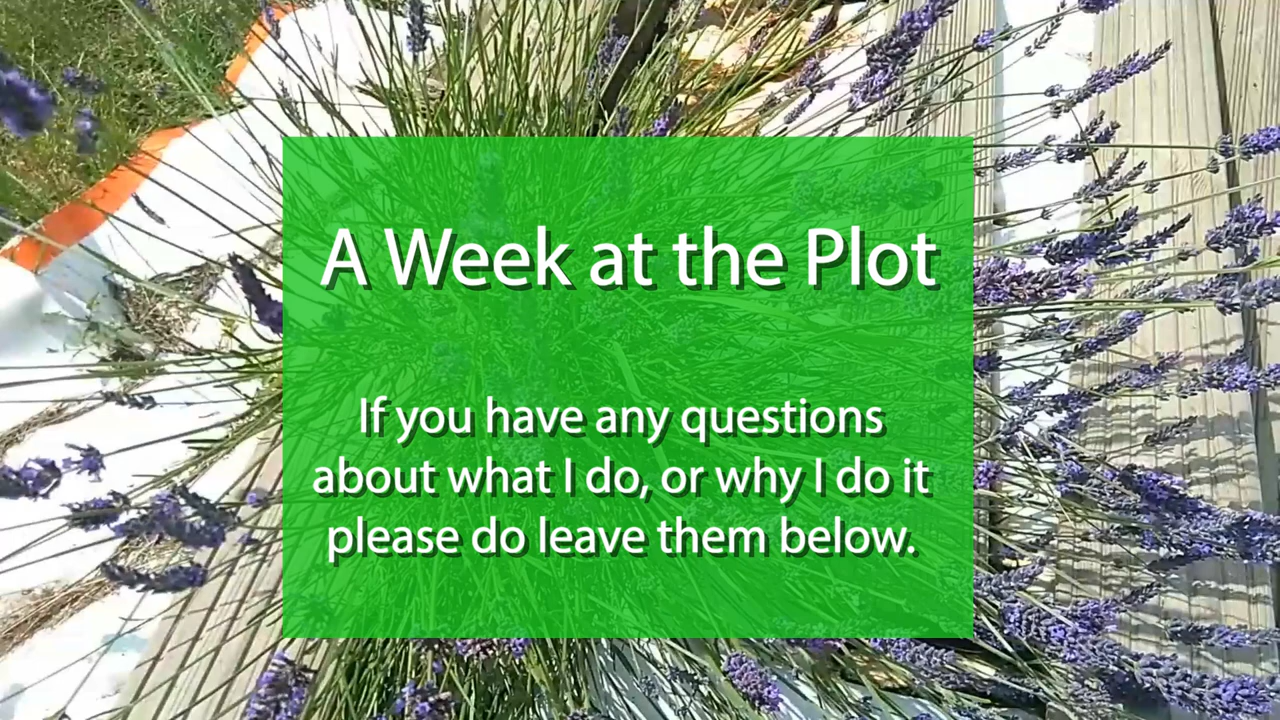 A Week at the Plot
If you have any questions
about what I do, or why I do it
please do leave them below.